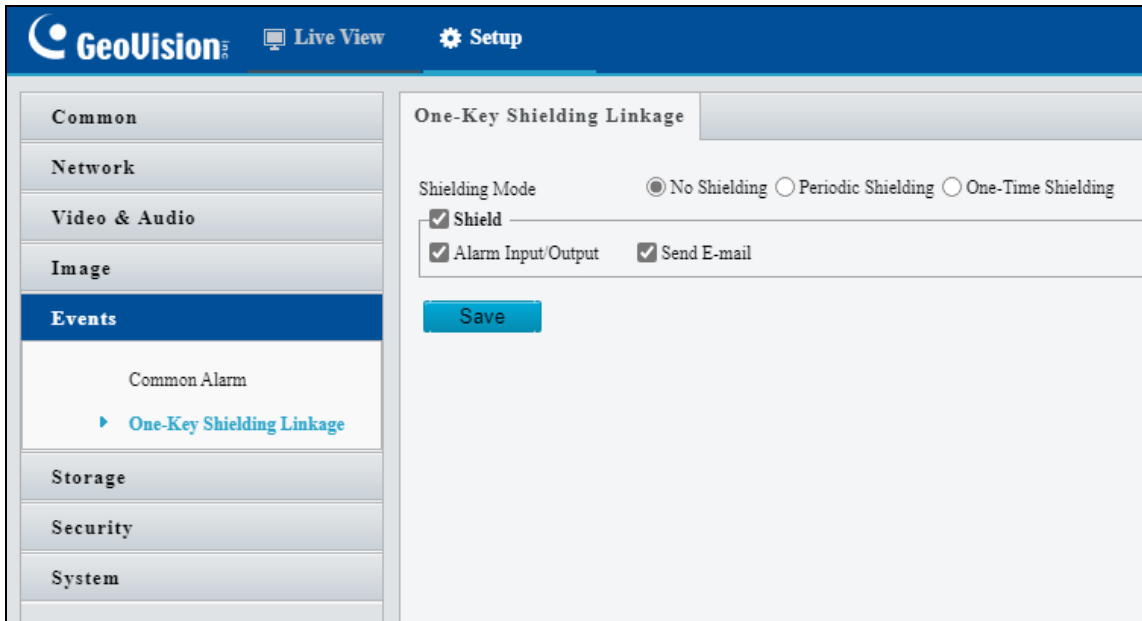 GeoVision Inc
Live View
Setup
Common
Network
Video & Audio
Image
Events
Common Alarm
One-Key Shielding Linkage
Storage
Security
System
One-Key Shielding Linkage
Shielding Mode No Shielding Periodic Shielding One-Time Shielding
Shield
Alarm Input/Output Send E-mail
Save